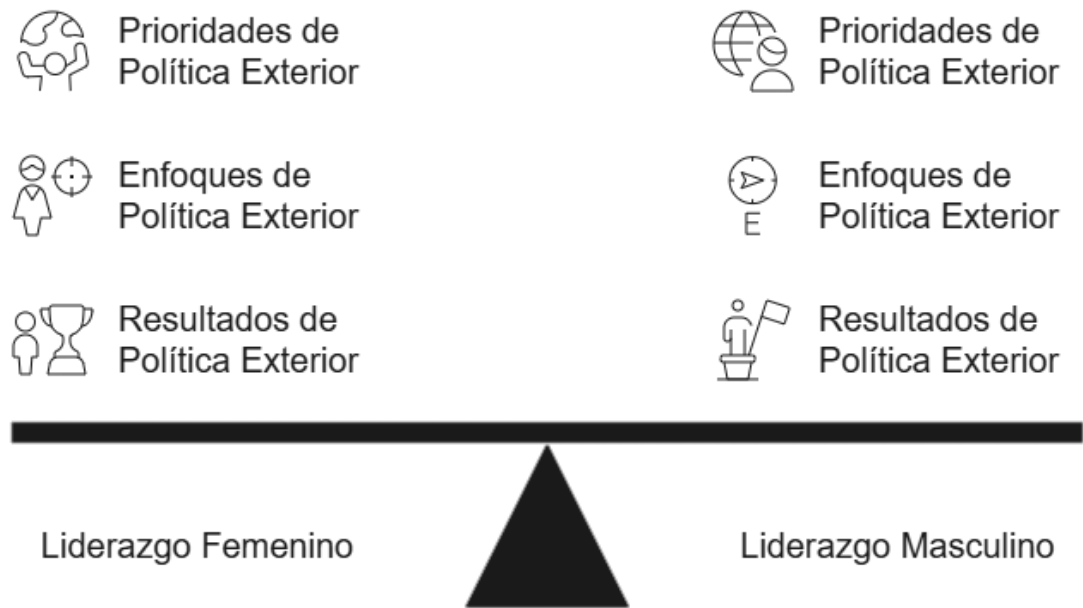 Prioridades de
Política Exterior
Prioridades de
Política Exterior
Enfoques de
Política Exterior
E
Enfoques de
Política Exterior
Resultados de
Política Exterior
Resultados de
Política Exterior
Liderazgo Femenino
Liderazgo Masculino